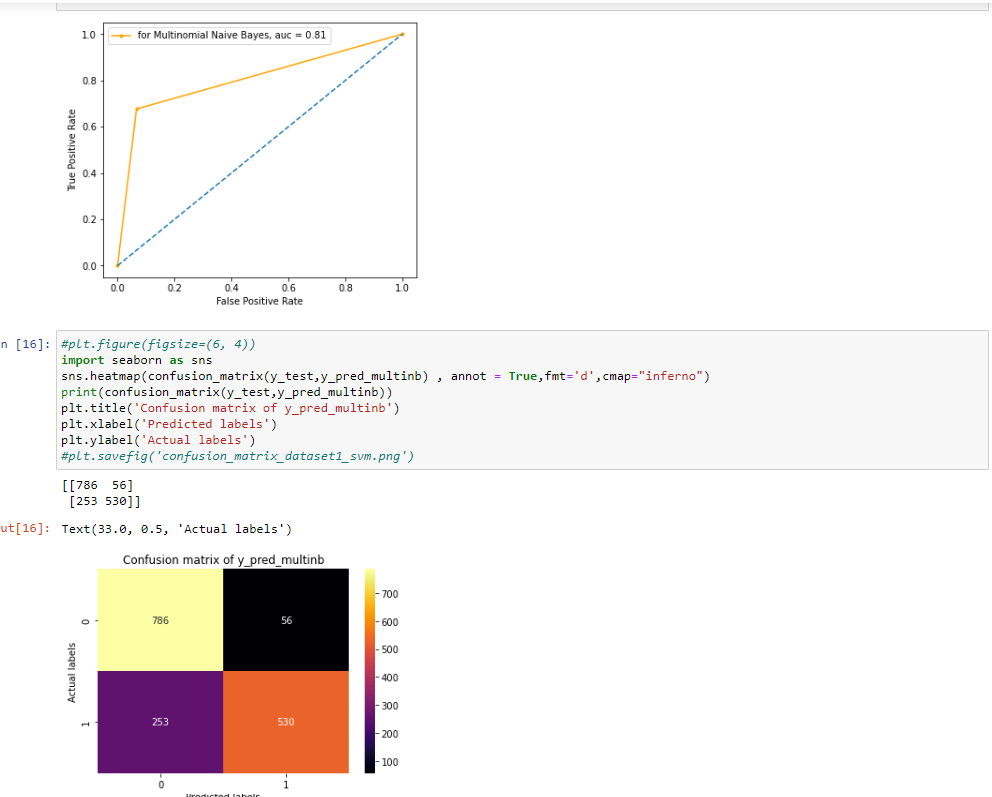 for Multinomial Naive Bayes, auc = 0.81
1.0
0.8
0.6
0.4
0.2
0.0
True Positive Rate
0.0 0.2 0.4 0.6 0.8 1.0
False Positive Rate
n [16]:
#plt.figure(figsize=(6, 4))
import seaborn as sns
sns.heatmap(confusion_matrix(y_test,y_pred_multinb) , annot = True,fmt='d',cmap="inferno")
print(confusion_matrix(y_test,y_pred_multinb))
plt.title('Confusion matrix of y_pred_multinb')
plt.xlabel('Predicted labels')
plt.ylabel('Actual labels')
#plt.savefig('confusion_matrix_dataset1_svm.png')
[[786  56]
 [253 530]]
ut[16]: Text(33.0, 0.5, 'Actual labels')
Confusion matrix of y_pred_multinb
Actual labels
0
786 56
1
253 530
0 1
Predicted labels
700
600
500
400
300
200
100